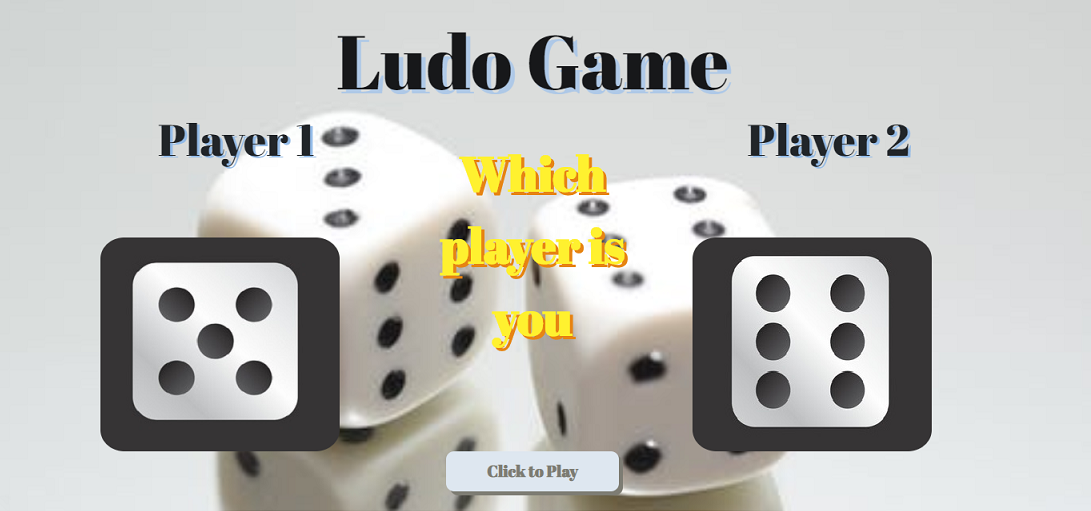 Ludo Game
Player 1
Player 2
Which
player is
you
Click to Play